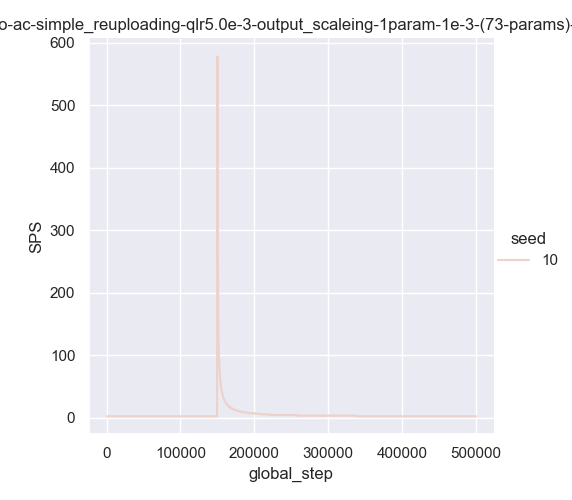 o-ac-simple_reuploading-qlr5.0e-3-output_scaleing-1param-1e-3-(73-params)-
600
500
400
300
200
100
0
SPS
0 100000 200000 300000 400000 500000
global_step
seed
10